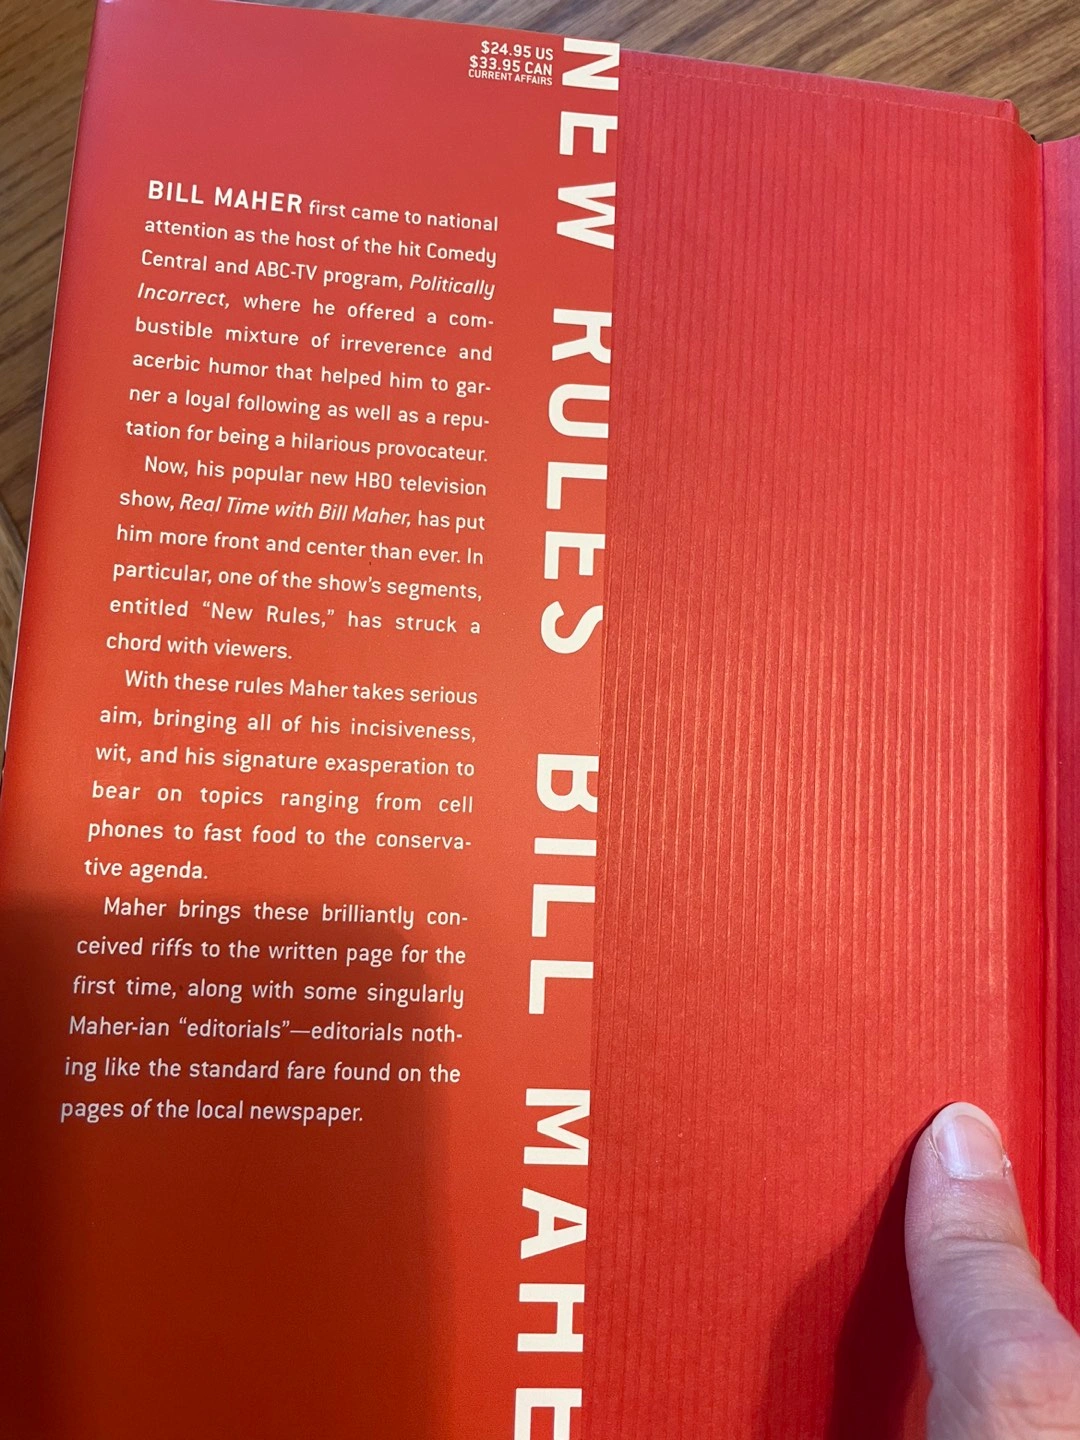 $24.95 US
$33.95 CAN
CURRENT AFFAIRS
BILL MAHER first came to national
attention as the host of the hit Comedy
Central and ABC-TV program, Politically
Incorrect, where he offered a com-
bustible mixture of irreverence and
acerbic humor that helped him to gar-
ner a loyal following as well as a repu-
tation for being a hilarious provocateur.
Now, his popular new HBO television
show, Real Time with Bill Maher, has put
him more front and center than ever. In
particular, one of the show's segments,
entitled “New Rules,” has struck a
chord with viewers.
With these rules Maher takes serious
aim, bringing all of his incisiveness,
wit, and his signature exasperation to
bear on topics ranging from cell
phones to fast food to the conserva-
tive agenda.
Maher brings these brilliantly con-
ceived riffs to the written page for the
first time, along with some singularly
Maher-ian “editorials”—editorials noth-
ing like the standard fare found on the
pages of the local newspaper.
NEW RULES BILL MAHE